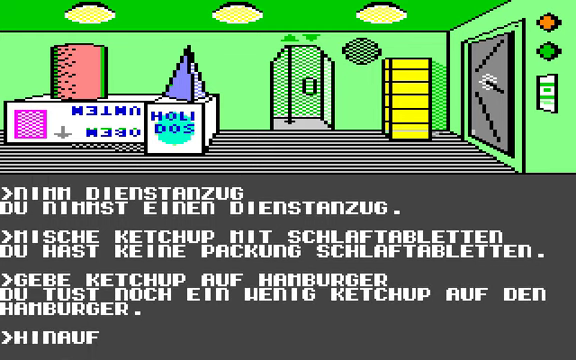 UNTEN
OBEN
HOLI
DOS
>NIMM DIENSTANZUG
DU NIMMST EINEN DIENSTANZUG.
>MISCHE KETCHUP MIT SCHLAFTABLETTEN
DU HAST KEINE PACKUNG SCHLAFTABLETTEN.
>GEBE KETCHUP AUF HAMBURGER
DU TUST NOCH EIN WENIG KETCHUP AUF DEN
HAMBURGER.
>HINAUF